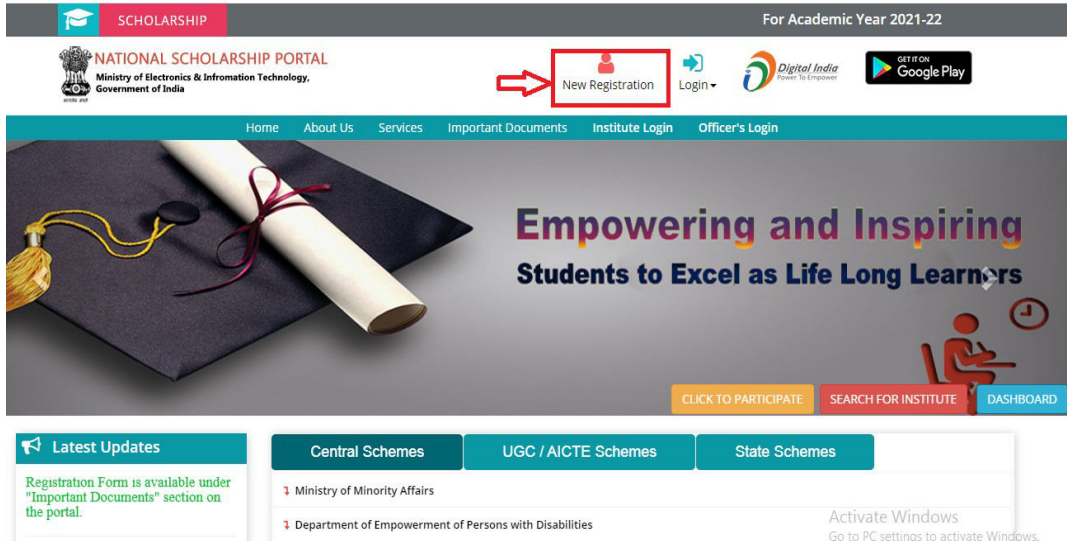 SCHOLARSHIP
For Academic Year 2021-22
NATIONAL SCHOLARSHIP PORTAL
Ministry of Electronics & Infromation Technology,
Government of India
New Registration
Login
Digital India
Power To Empower
GET IT ON
Google Play
Home About Us Services Important Documents Institute Login Officer's Login
Empowering and Inspiring
Students to Excel as Life Long Learners
CLICK TO PARTICIPATE
SEARCH FOR INSTITUTE
DASHBOARD
Latest Updates
Registration Form is available under
"Important Documents" section on
the portal.
Central Schemes
UGC / AICTE Schemes
State Schemes
Ministry of Minority Affairs
Department of Empowerment of Persons with Disabilities
Activate Windows
Go to PC settings to activate Windows.